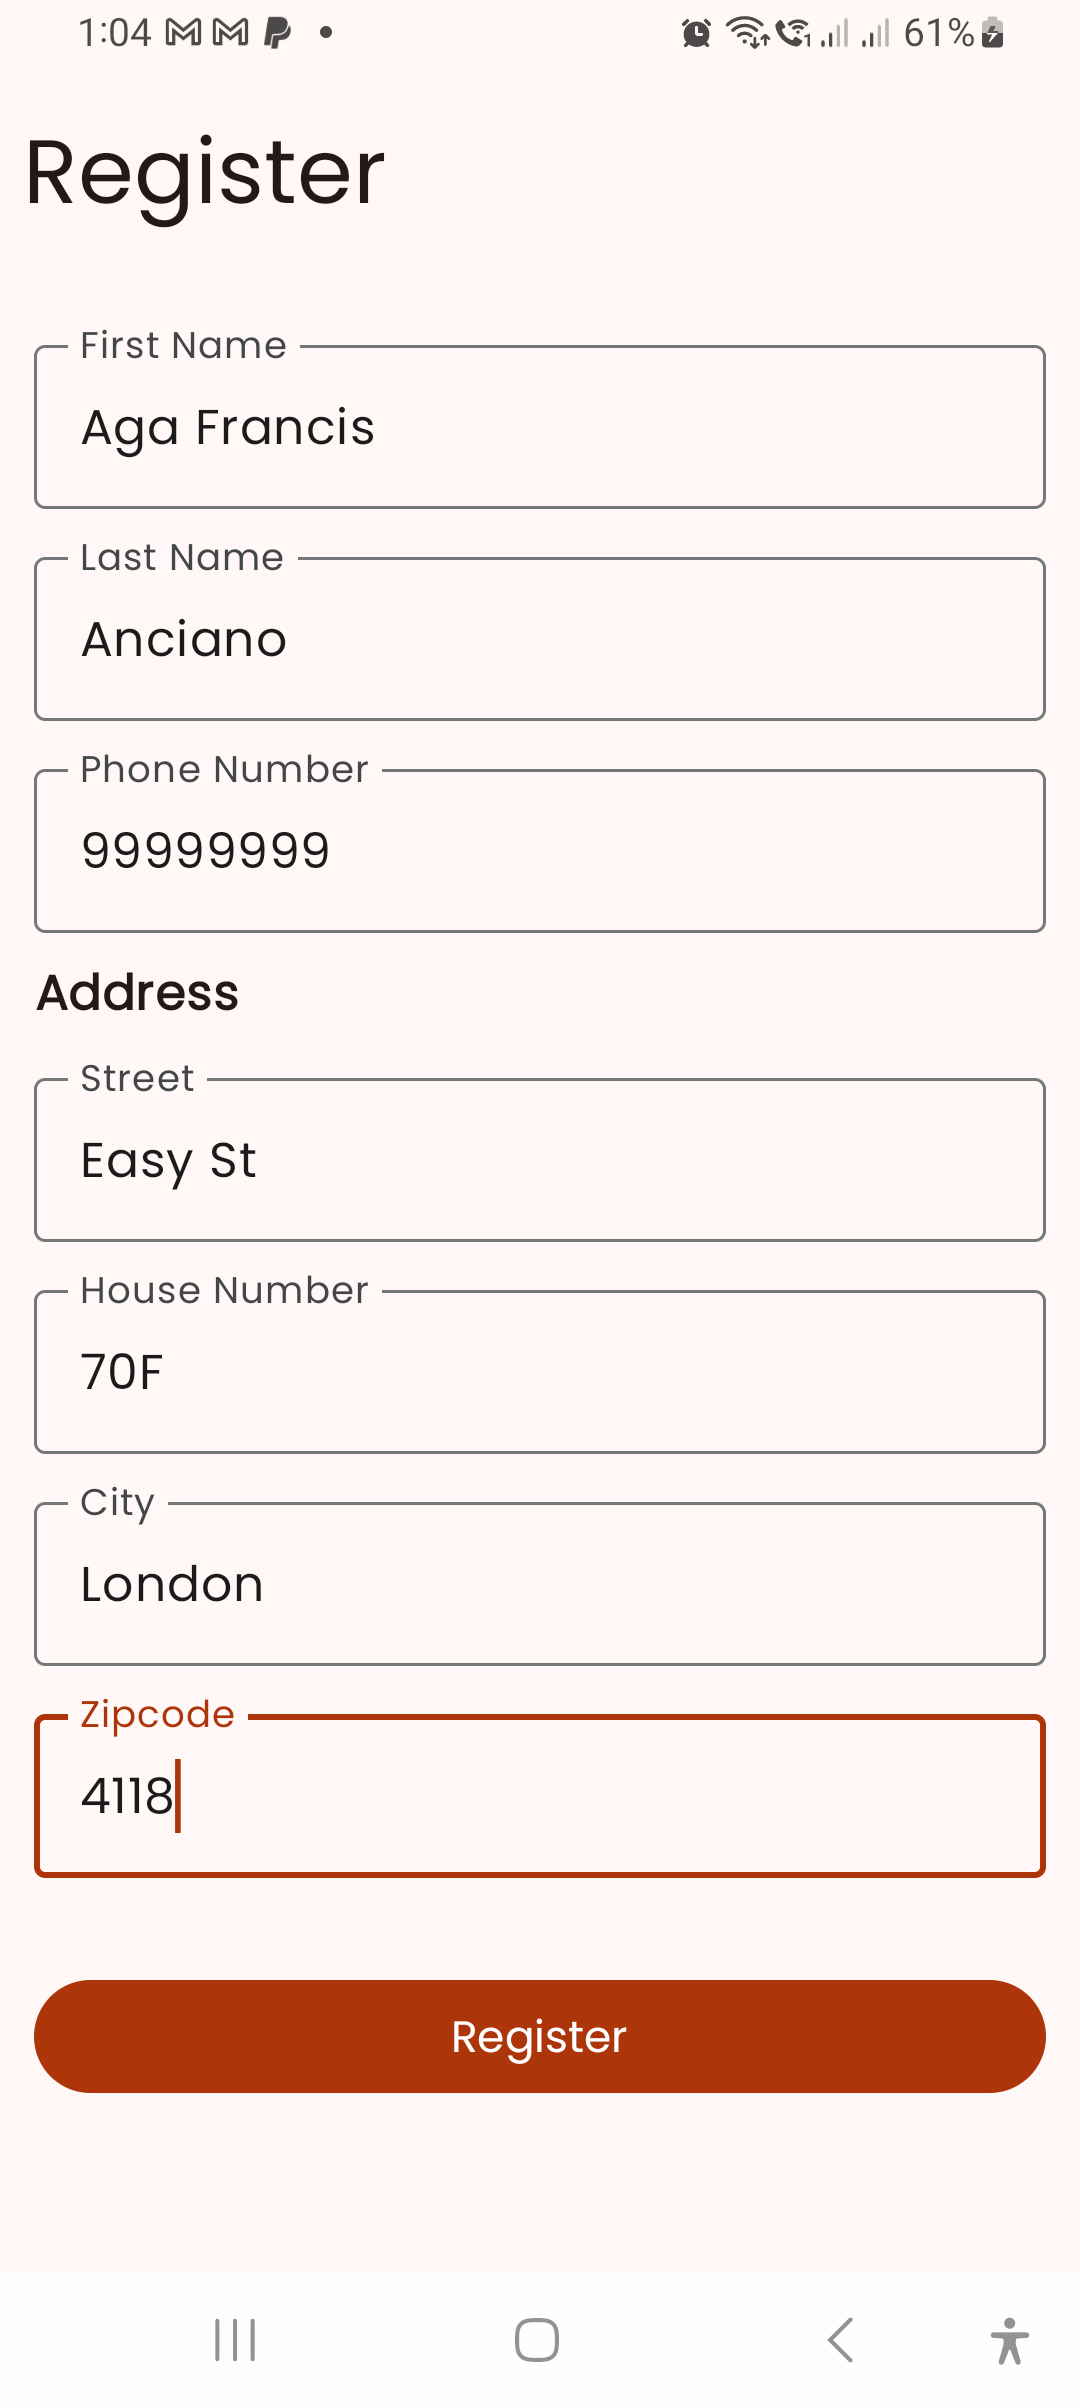 1:04 61%
Register
First Name
Aga Francis
Last Name
Anciano
Phone Number
99999999
Address
Street
Easy St
House Number
70F
City
London
Zipcode
4118
Register